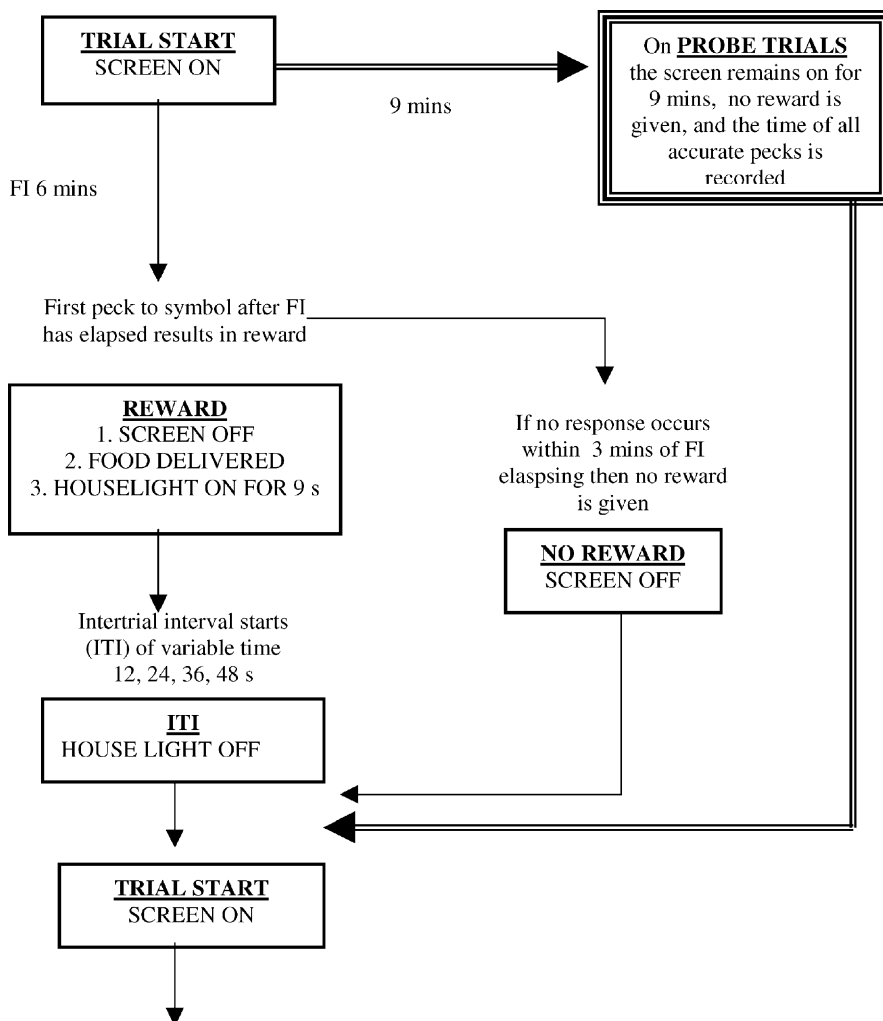 TRIAL START
SCREEN ON
9 mins
On PROBE TRIALS
the screen remains on for
9 mins, no reward is
given, and the time of all
accurate pecks is
recorded
FI 6 mins
First peck to symbol after FI
has elapsed results in reward
REWARD
1. SCREEN OFF
2. FOOD DELIVERED
3. HOUSELIGHT ON FOR 9 s
If no response occurs
within 3 mins of FI
elaspsing then no reward
is given
NO REWARD
SCREEN OFF
Intertrial interval starts
(ITI) of variable time
12, 24, 36, 48 s
ITI
HOUSE LIGHT OFF
TRIAL START
SCREEN ON